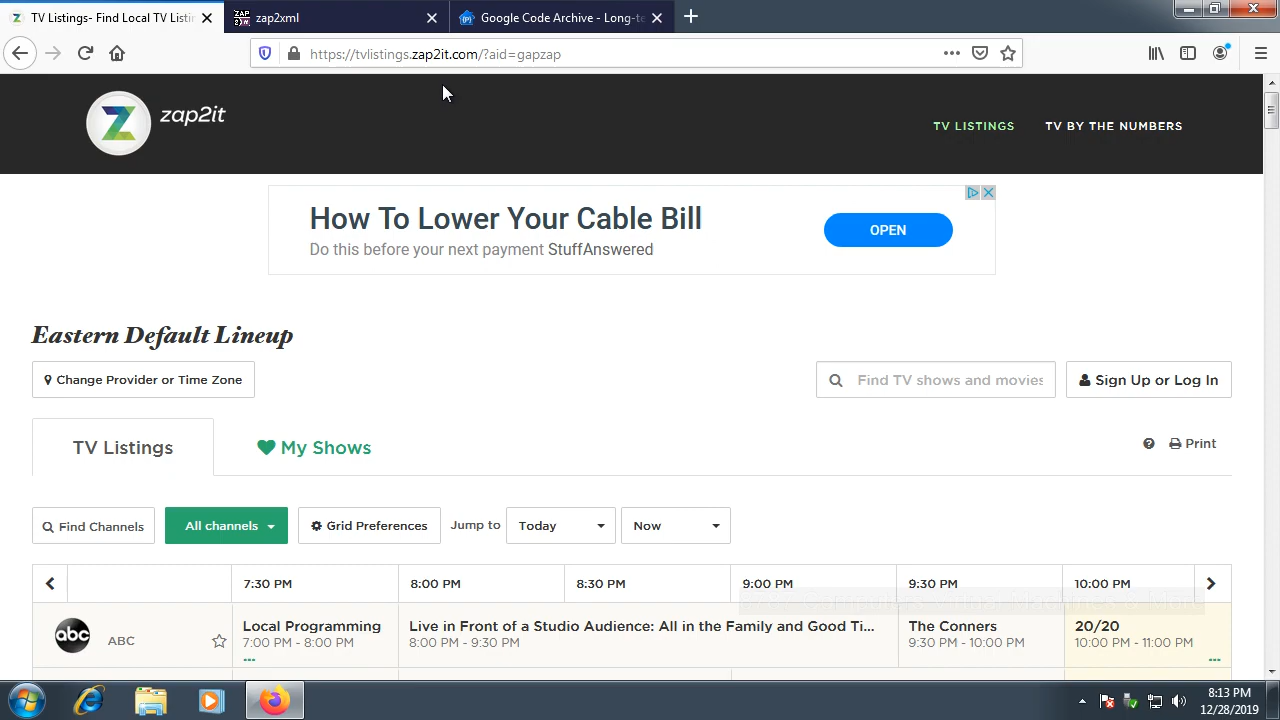 TV Listings- Find Local TV Listin
zap2xml
Google Code Archive - Long-te
https://tvlistings.zap2it.com/?aid=gapzap
zap2it
TV LISTINGS
TV BY THE NUMBERS
How To Lower Your Cable Bill
Do this before your next payment StuffAnswered
OPEN
Eastern Default Lineup
Change Provider or Time Zone
Find TV shows and movies
Sign Up or Log In
TV Listings
My Shows
Print
Find Channels
All channels
Grid Preferences
Jump to
Today
Now
7:30 PM
8:00 PM
8:30 PM
9:00 PM
9:30 PM
10:00 PM
abc
ABC
Local Programming
7:00 PM - 8:00 PM
Live in Front of a Studio Audience: All in the Family and Good Ti...
8:00 PM - 9:30 PM
The Conners
9:30 PM - 10:00 PM
20/20
10:00 PM - 11:00 PM
8:13 PM
12/28/2019